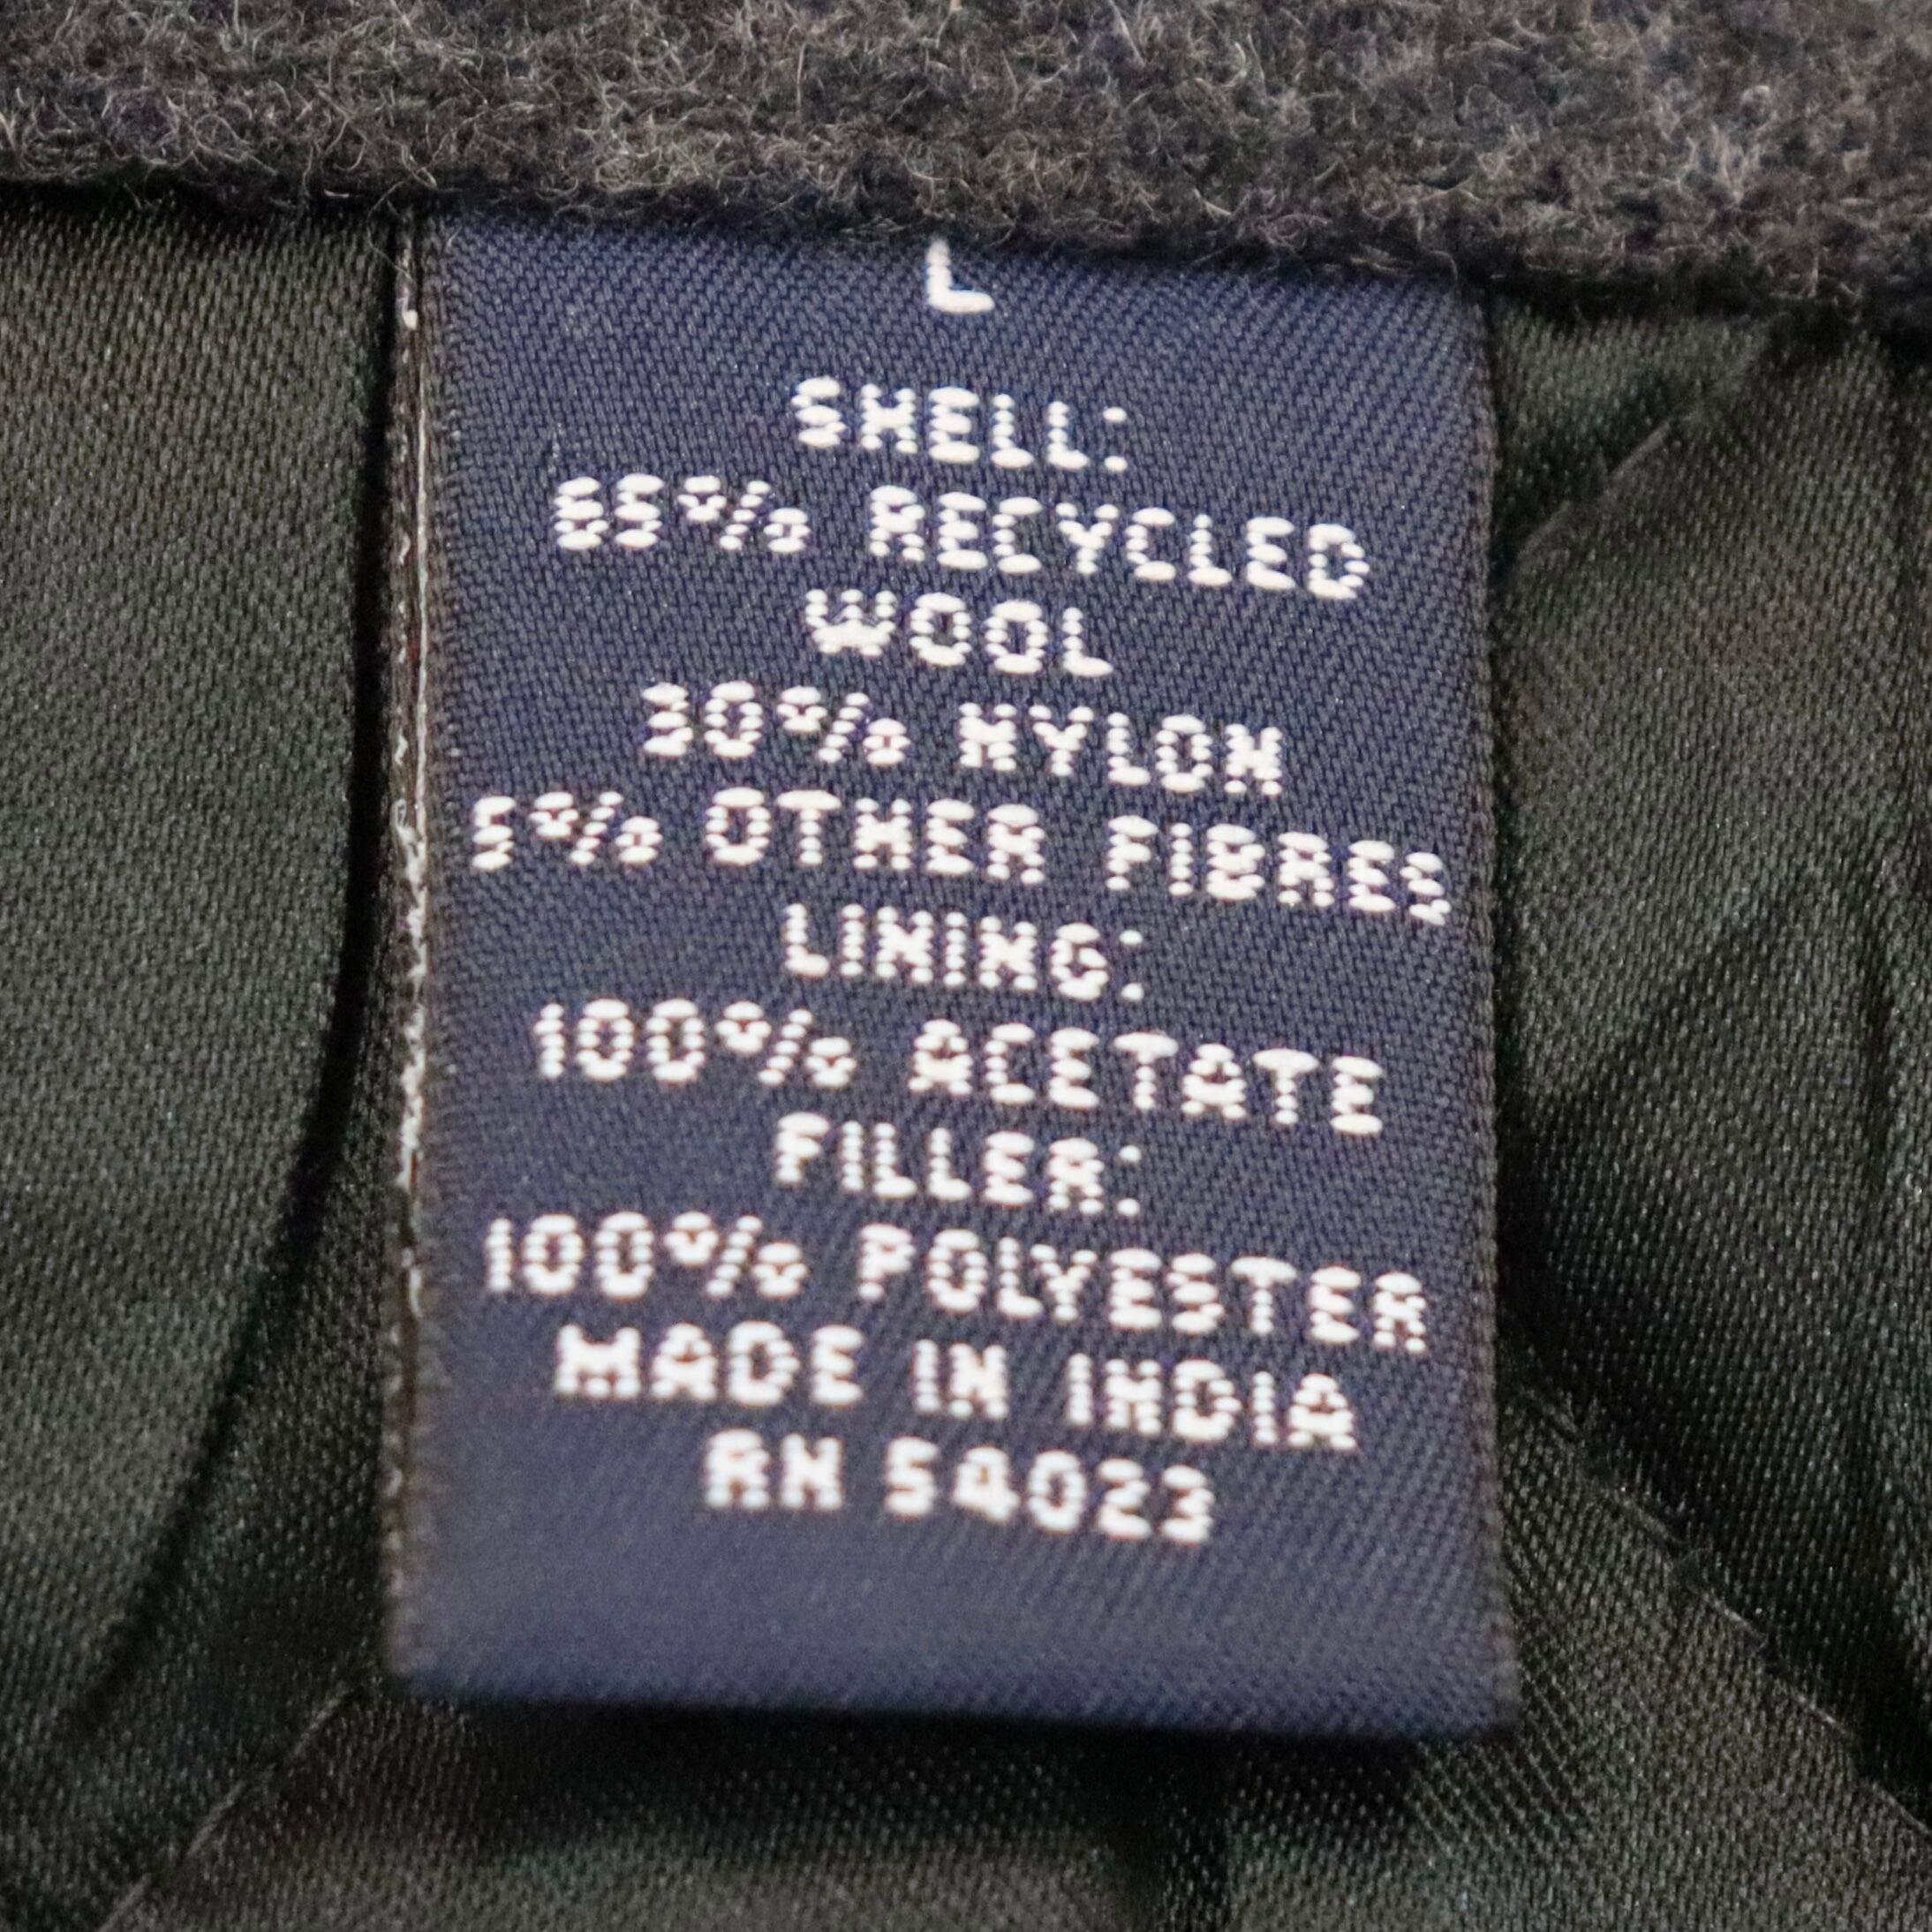 L
SHELL:
65% RECYCLED
WOOL
30% NYLON
5% OTHER FIBRES
LINING:
100% ACETATE
FILLER:
100% POLYESTER
MADE IN INDIA
RN 54023